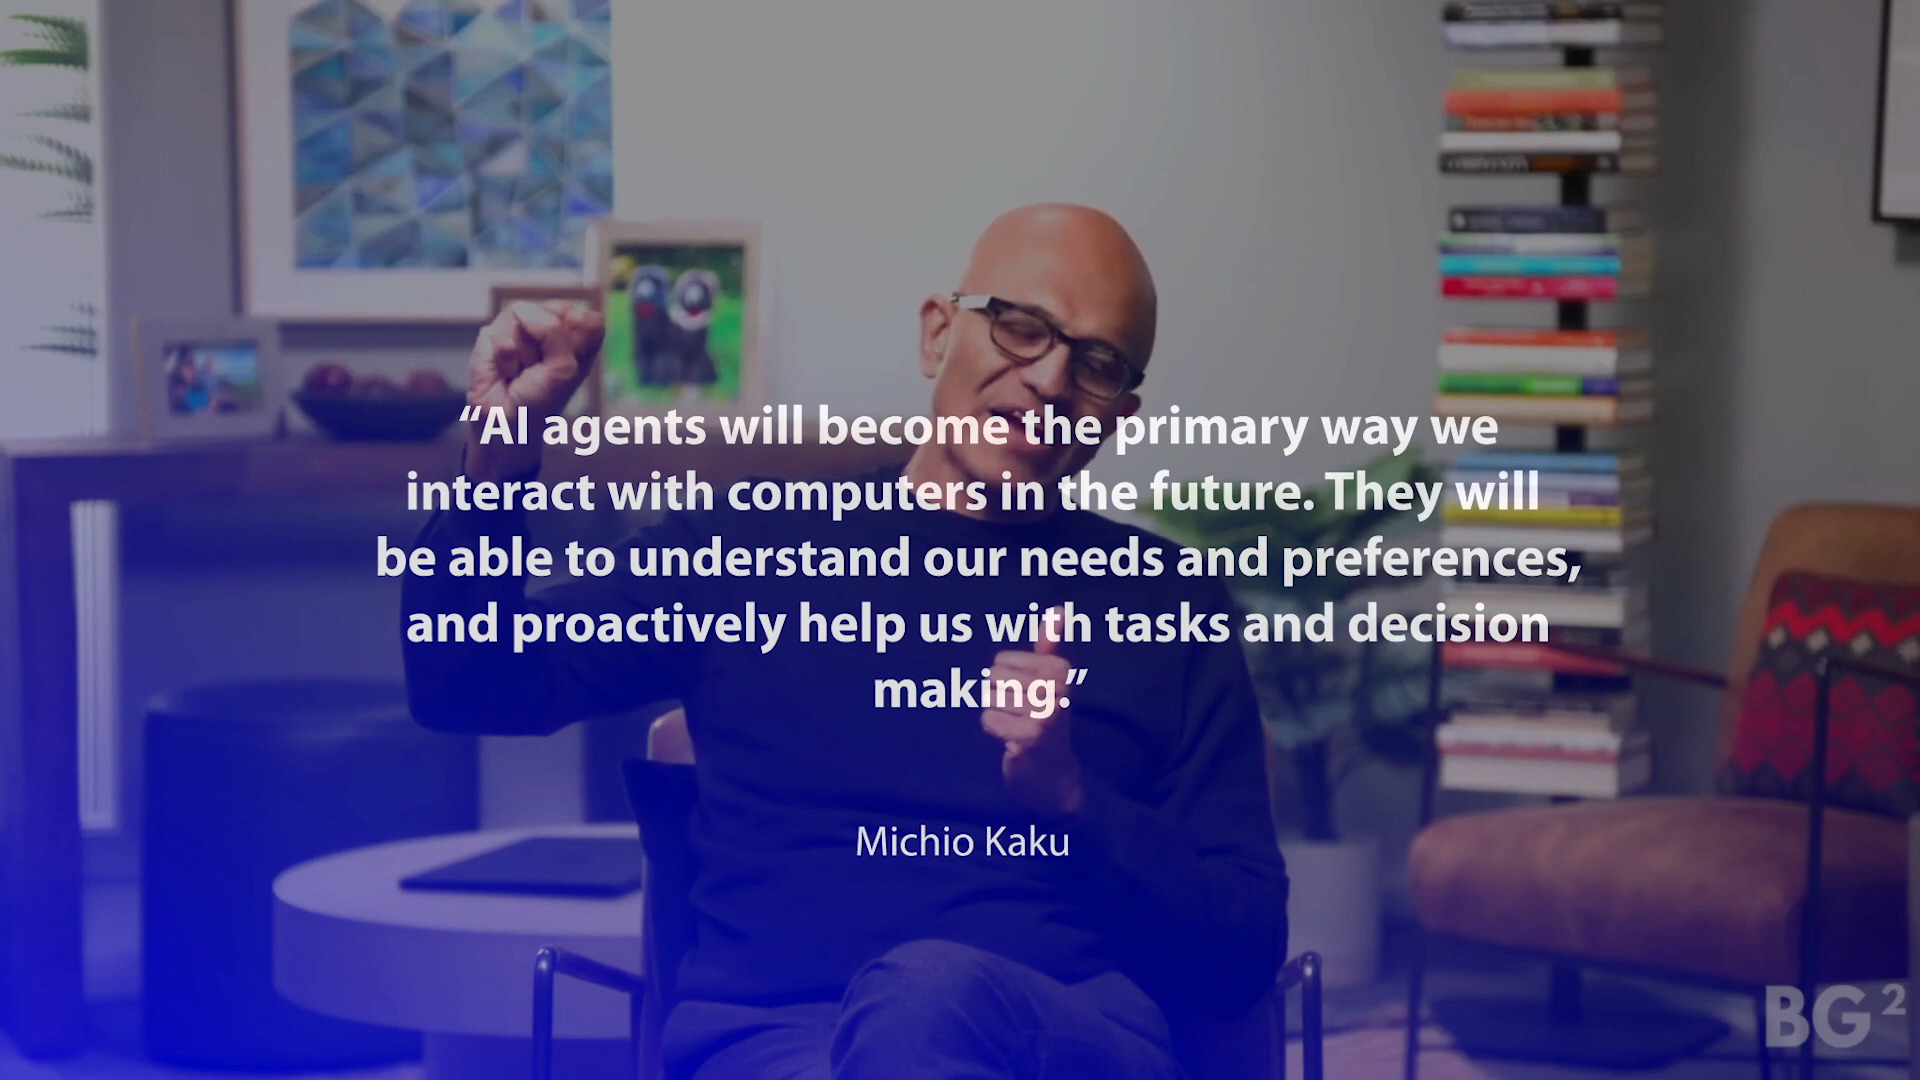 “AI agents will become the primary way we
interact with computers in the future. They will
be able to understand our needs and preferences,
and proactively help us with tasks and decision
making.”
Michio Kaku
BG²